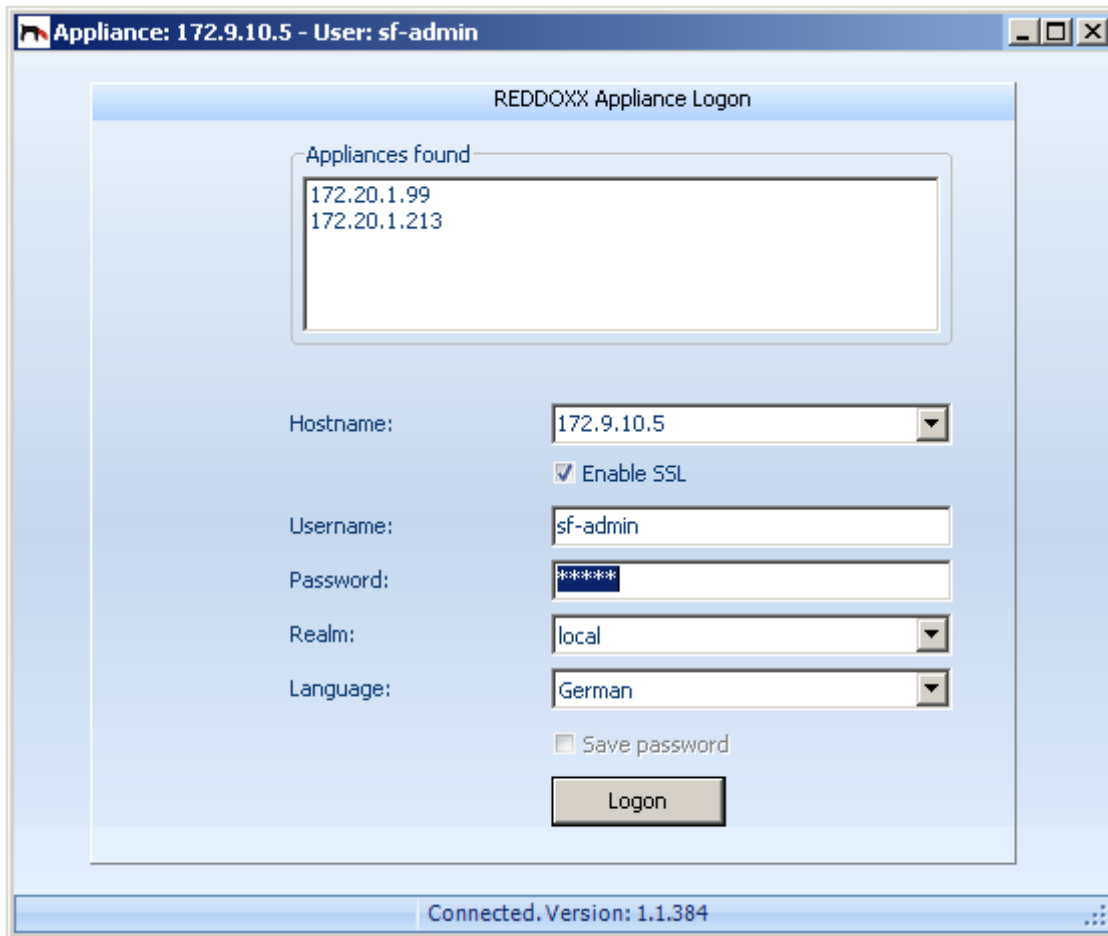 Appliance: 172.9.10.5 - User: sf-admin
REDDOXX Appliance Logon
Appliances found
172.20.1.99
172.20.1.213
Hostname: 172.9.10.5
Enable SSL
Username: sf-admin
Password: *****
Realm: local
Language: German
Save password
Logon
Connected. Version: 1.1.384